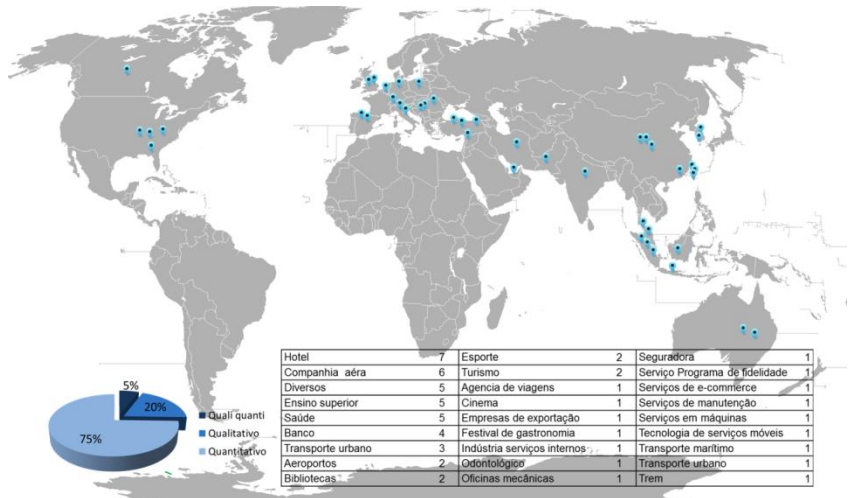 5%
20%
75%
Quali quanti
Qualitativo
Quantitativo
Hotel 7 Esporte 2 Seguradora 1
Companhia aéra 6 Turismo 2 Serviço Programa de fidelidade 1
Diversos 5 Agencia de viagens 1 Serviços de e-commerce 1
Ensino superior 5 Cinema 1 Serviços de manutenção 1
Saúde 5 Empresas de exportação 1 Serviços em máquinas 1
Banco 4 Festival de gastronomia 1 Tecnologia de serviços móveis 1
Transporte urbano 3 Indústria serviços internos 1 Transporte marítimo 1
Aeroportos 2 Odontológico 1 Transporte urbano 1
Bibliotecas 2 Oficinas mecânicas 1 Trem 1